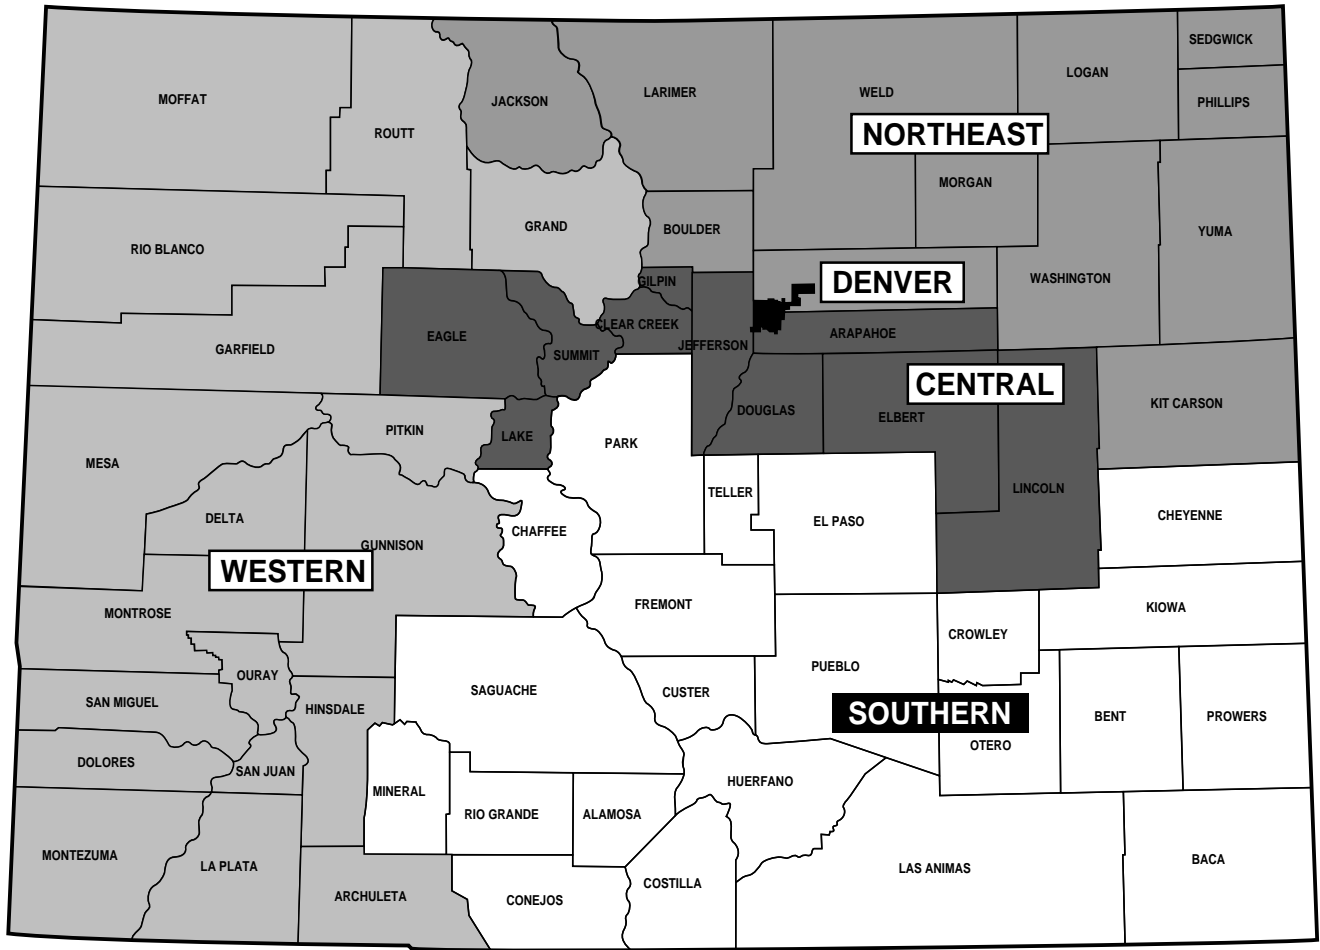 SEDGWICK
LOGAN
MOFFAT
JACKSON
LARIMER
WELD
PHILLIPS
ROUTT
NORTHEAST
MORGAN
GRAND
BOULDER
YUMA
RIO BLANCO
WASHINGTON
GILPIN
DENVER
CLEAR CREEK
EAGLE
ARAPAHOE
GARFIELD
SUMMIT
JEFFERSON
CENTRAL
KIT CARSON
DOUGLAS
ELBERT
PITKIN
LAKE
PARK
MESA
TELLER
LINCOLN
DELTA
CHAFFEE
EL PASO
CHEYENNE
GUNNISON
WESTERN
MONTROSE
FREMONT
KIOWA
CROWLEY
OURAY
PUEBLO
SAGUACHE
CUSTER
SAN MIGUEL
HINSDALE
SOUTHERN
BENT
PROWERS
OTERO
DOLORES
SAN JUAN
HUERFANO
MINERAL
RIO GRANDE
ALAMOSA
MONTEZUMA
LA PLATA
LAS ANIMAS
BACA
COSTILLA
ARCHULETA
CONEJOS